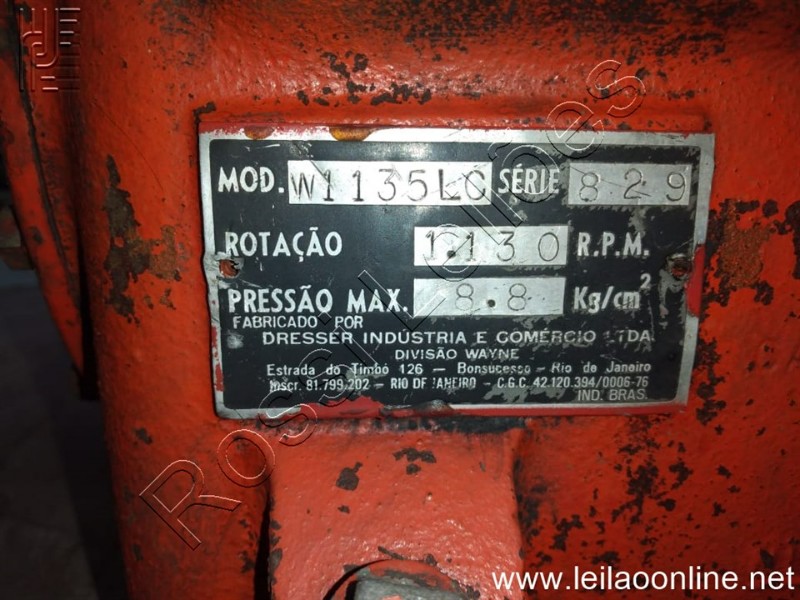 MOD. W1135LC SÉRIE 829
ROTAÇÃO 1.130 R.P.M.
PRESSÃO MAX. 8.8 Kg/cm²
FABRICADO POR
DRESSER INDÚSTRIA E COMÉRCIO LTDA
DIVISÃO WAYNE
Estrada do Timbó 126 - Bonsucesso - Rio de Janeiro
Inscr. 81.799.202 - RIO DE JANEIRO - C.G.C. 42.120.394/0006-76
IND. BRAS.
Rossi Leilões
www.leilaoonline.net